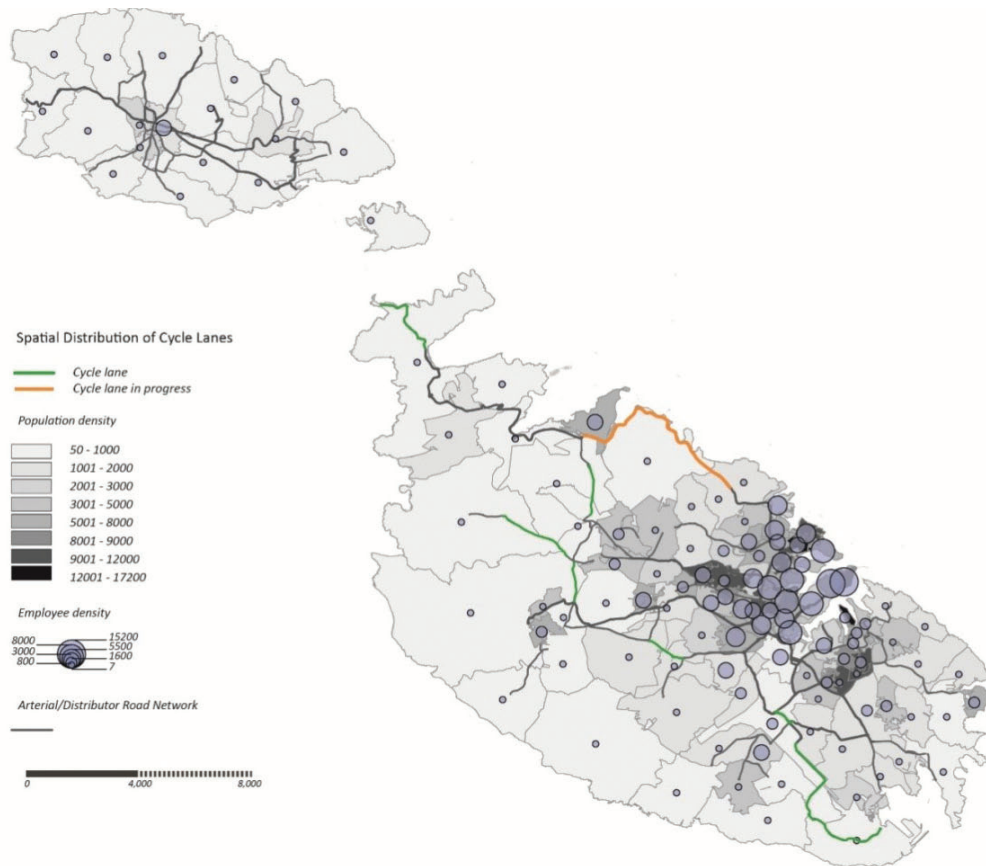 Spatial Distribution of Cycle Lanes
Cycle lane
Cycle lane in progress
Population density
50 - 1000
1001 - 2000
2001 - 3000
3001 - 5000
5001 - 8000
8001 - 9000
9001 - 12000
12001 - 17200
Employee density
8000 15200
3000 5500
800 1600
7
Arterial/Distributor Road Network
0 4,000 8,000